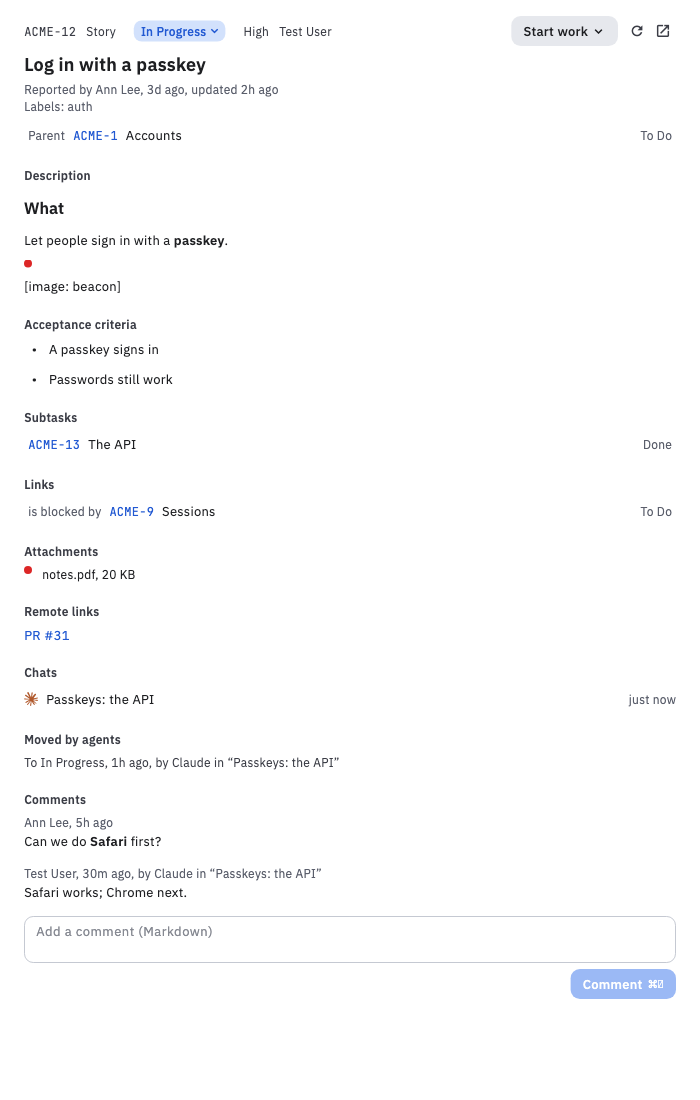 ACME-12 Story In Progress High Test User Start work
Log in with a passkey
Reported by Ann Lee, 3d ago, updated 2h ago
Labels: auth
Parent ACME-1 Accounts To Do
Description
What
Let people sign in with a passkey.
[image: beacon]
Acceptance criteria
• A passkey signs in
• Passwords still work
Subtasks
ACME-13 The API Done
Links
is blocked by ACME-9 Sessions To Do
Attachments
notes.pdf, 20 KB
Remote links
PR #31
Chats
Passkeys: the API just now
Moved by agents
To In Progress, 1h ago, by Claude in “Passkeys: the API”
Comments
Ann Lee, 5h ago
Can we do Safari first?
Test User, 30m ago, by Claude in “Passkeys: the API”
Safari works; Chrome next.
Add a comment (Markdown)
Comment ⌘